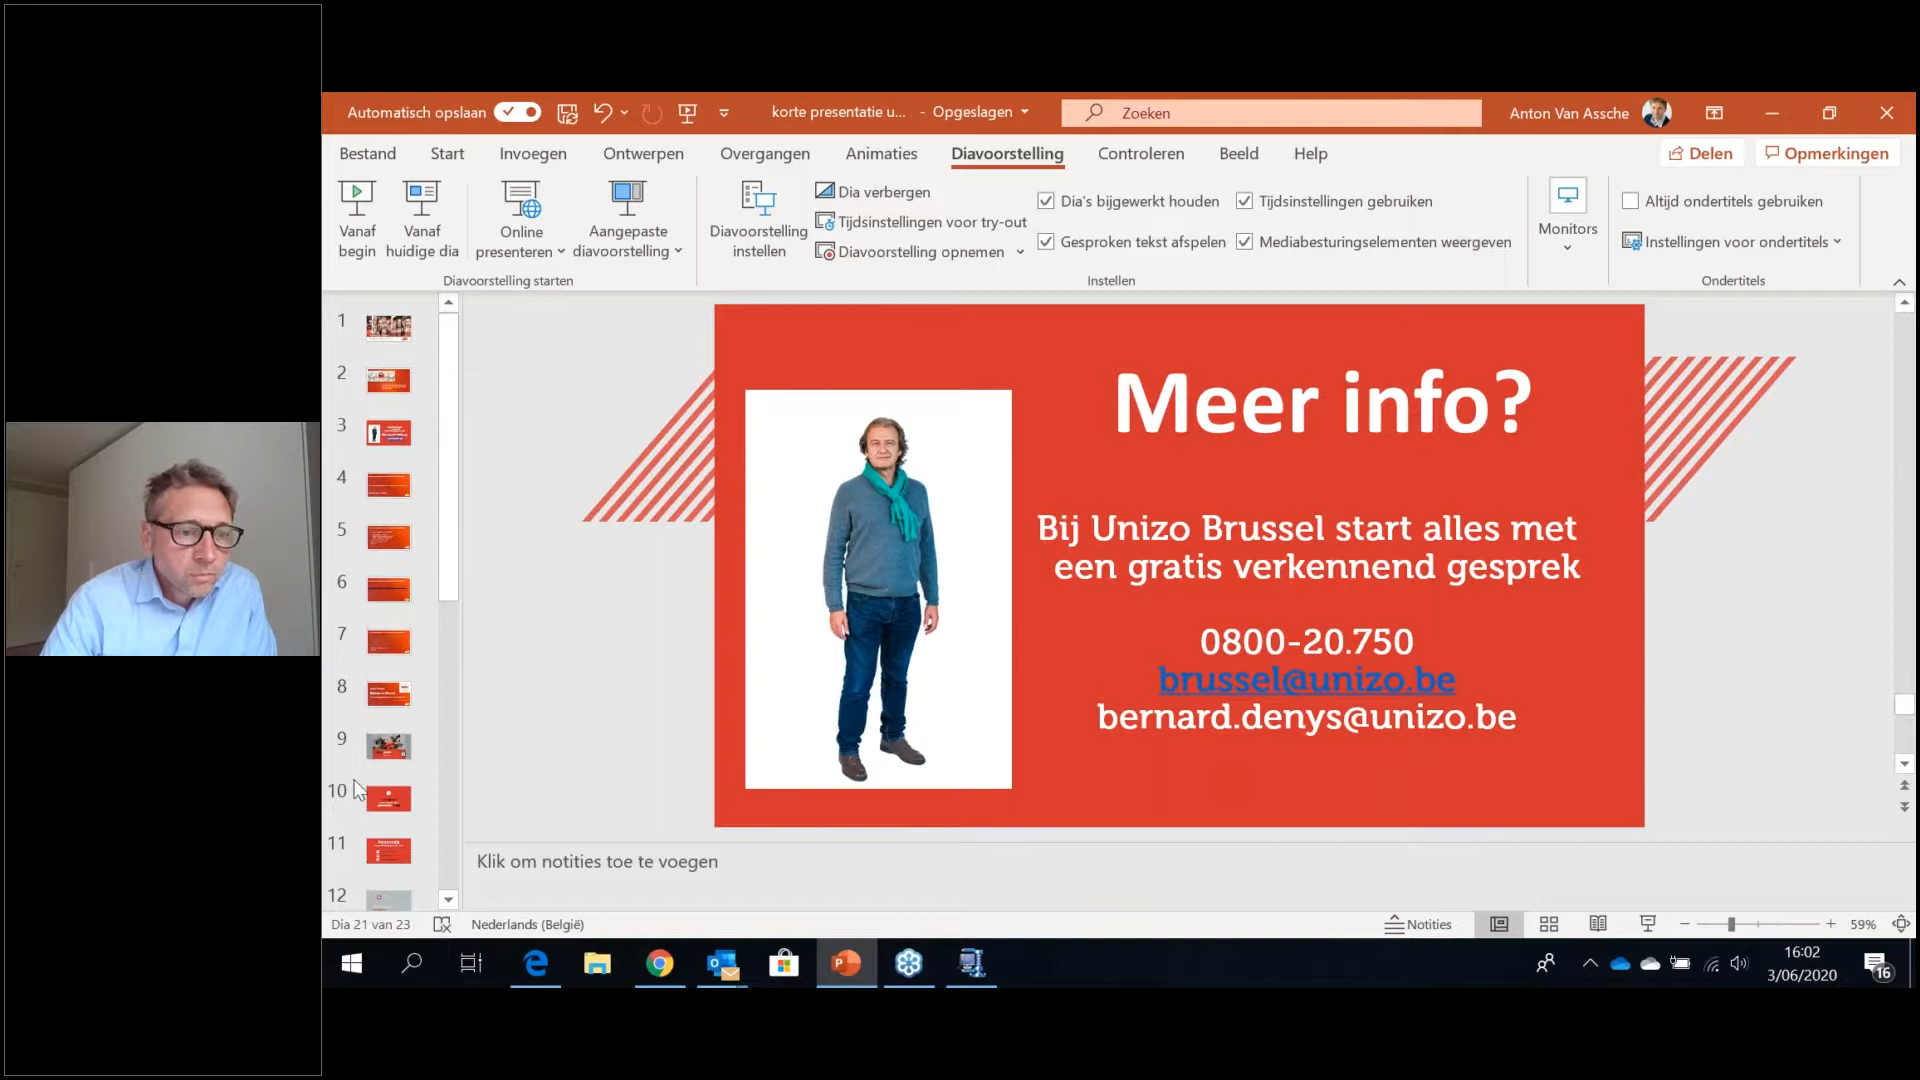 Automatisch opslaan
korte presentatie u... - Opgeslagen
Zoeken
Anton Van Assche
Bestand
Start
Invoegen
Ontwerpen
Overgangen
Animaties
Diavoorstelling
Controleren
Beeld
Help
Delen
Opmerkingen
Vanaf
begin
Vanaf
huidige dia
Online
presenteren
Aangepaste
diavoorstelling
Diavoorstelling starten
Diavoorstelling
instellen
Dia verbergen
Tijdsinstellingen voor try-out
Diavoorstelling opnemen
Dia's bijgewerkt houden
Gesproken tekst afspelen
Tijdsinstellingen gebruiken
Mediabesturingselementen weergeven
Instellen
Monitors
Altijd ondertitels gebruiken
Instellingen voor ondertitels
Ondertitels
1
2
3
4
5
6
7
8
9
10
11
12
Meer info?
Bij Unizo Brussel start alles met
een gratis verkennend gesprek
0800-20.750
brussel@unizo.be
bernard.denys@unizo.be
Klik om notities toe te voegen
Dia 21 van 23
Nederlands (België)
Notities
59%
16:02
3/06/2020
16